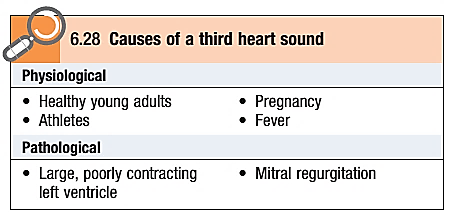 6.28 Causes of a third heart sound
Physiological
• Healthy young adults
• Athletes
• Pregnancy
• Fever
Pathological
• Large, poorly contracting
left ventricle
• Mitral regurgitation